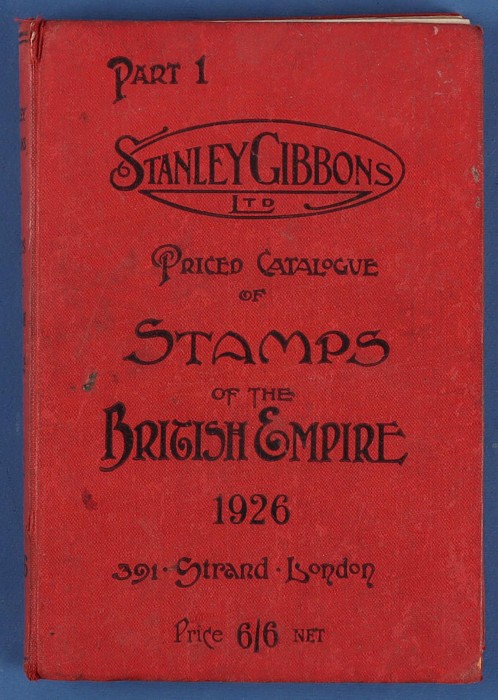 Part 1
Stanley Gibbons
Ltd
Priced Catalogue
of
Stamps
of the
British Empire
1926
391 · Strand · London
Price 6/6 net